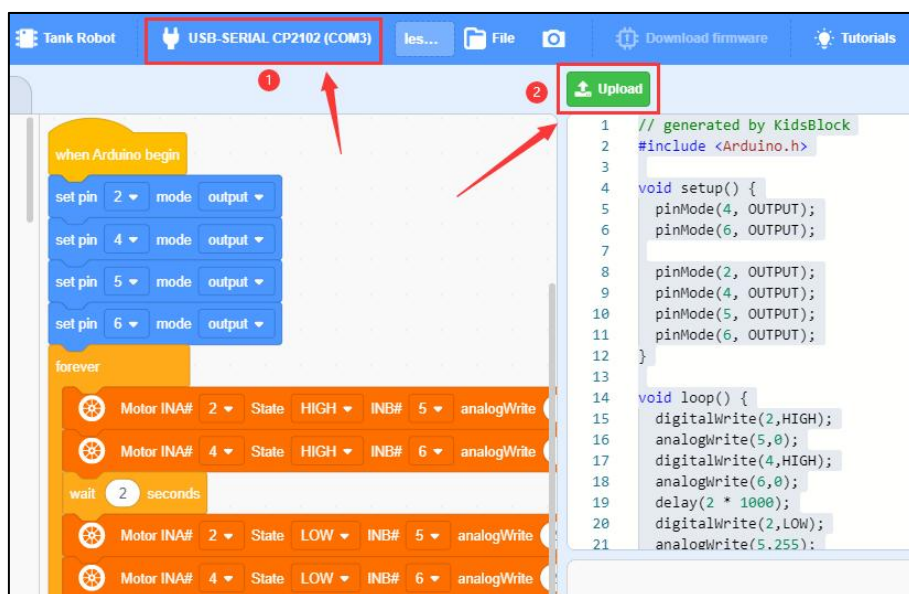 Tank Robot USB-SERIAL CP2102 (COM3) les... File Download firmware Tutorials
1
2
Upload
when Arduino begin
set pin 2 mode output
set pin 4 mode output
set pin 5 mode output
set pin 6 mode output
forever
Motor INA# 2 State HIGH INB# 5 analogWrite
Motor INA# 4 State HIGH INB# 6 analogWrite
wait 2 seconds
Motor INA# 2 State LOW INB# 5 analogWrite
Motor INA# 4 State LOW INB# 6 analogWrite
1 // generated by KidsBlock
2 #include <Arduino.h>
3
4 void setup() {
5 pinMode(4, OUTPUT);
6 pinMode(6, OUTPUT);
7
8 pinMode(2, OUTPUT);
9 pinMode(4, OUTPUT);
10 pinMode(5, OUTPUT);
11 pinMode(6, OUTPUT);
12 }
13
14 void loop() {
15 digitalWrite(2,HIGH);
16 analogWrite(5,0);
17 digitalWrite(4,HIGH);
18 analogWrite(6,0);
19 delay(2 * 1000);
20 digitalWrite(2,LOW);
21 analogWrite(5,255);